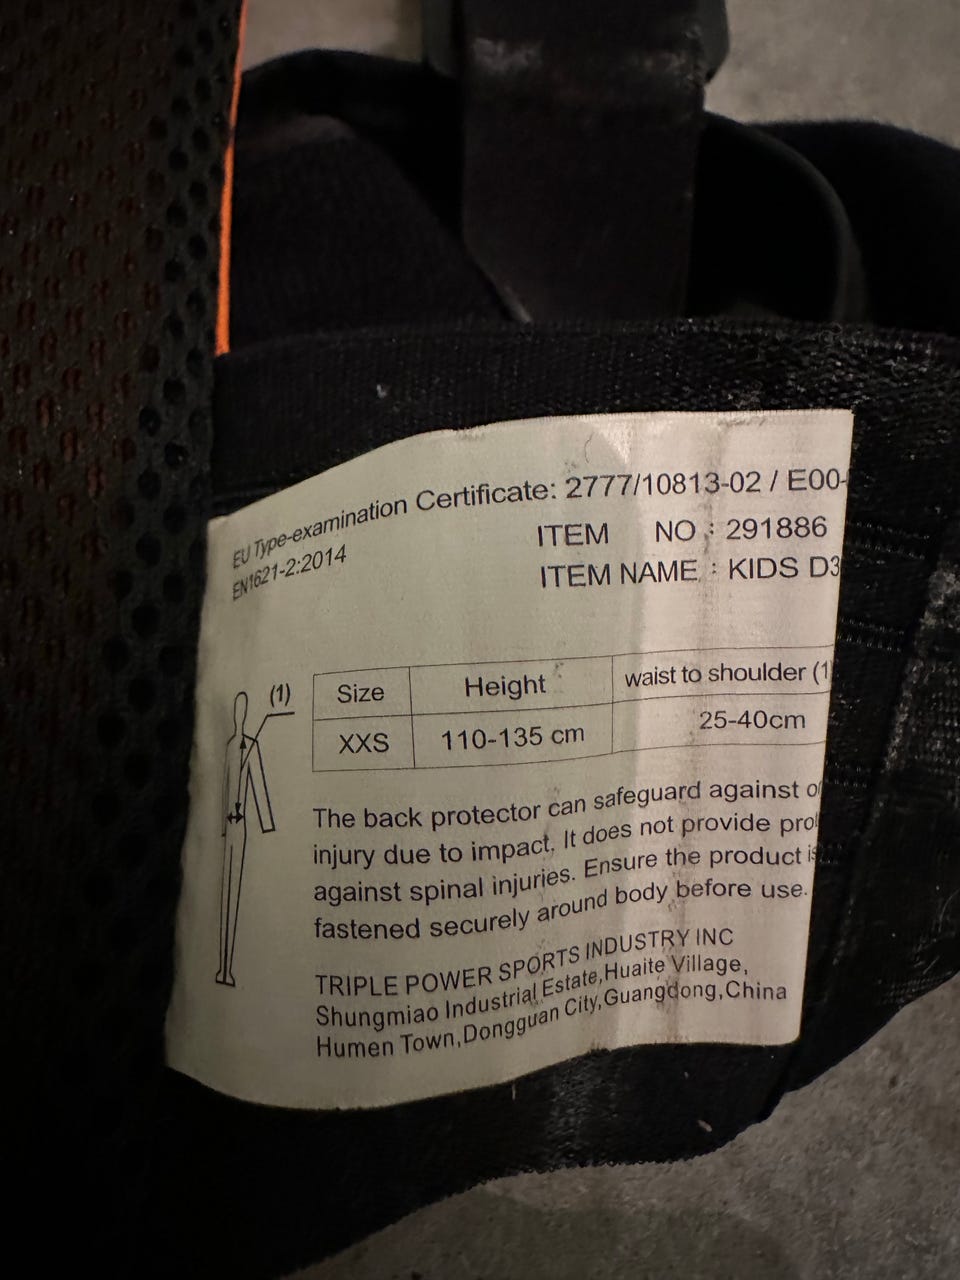 EU Type-examination Certificate: 2777/10813-02 / E00-
EN1621-2:2014
ITEM NO : 291886
ITEM NAME : KIDS D3
(1)
Size Height waist to shoulder (1
XXS 110-135 cm 25-40cm
The back protector can safeguard against
injury due to impact. It does not provide
against spinal injuries. Ensure the product
fastened securely around body before use.
TRIPLE POWER SPORTS INDUSTRY INC
Shungmiao Industrial Estate,Huaite Village,
Humen Town,Dongguan City,Guangdong,China